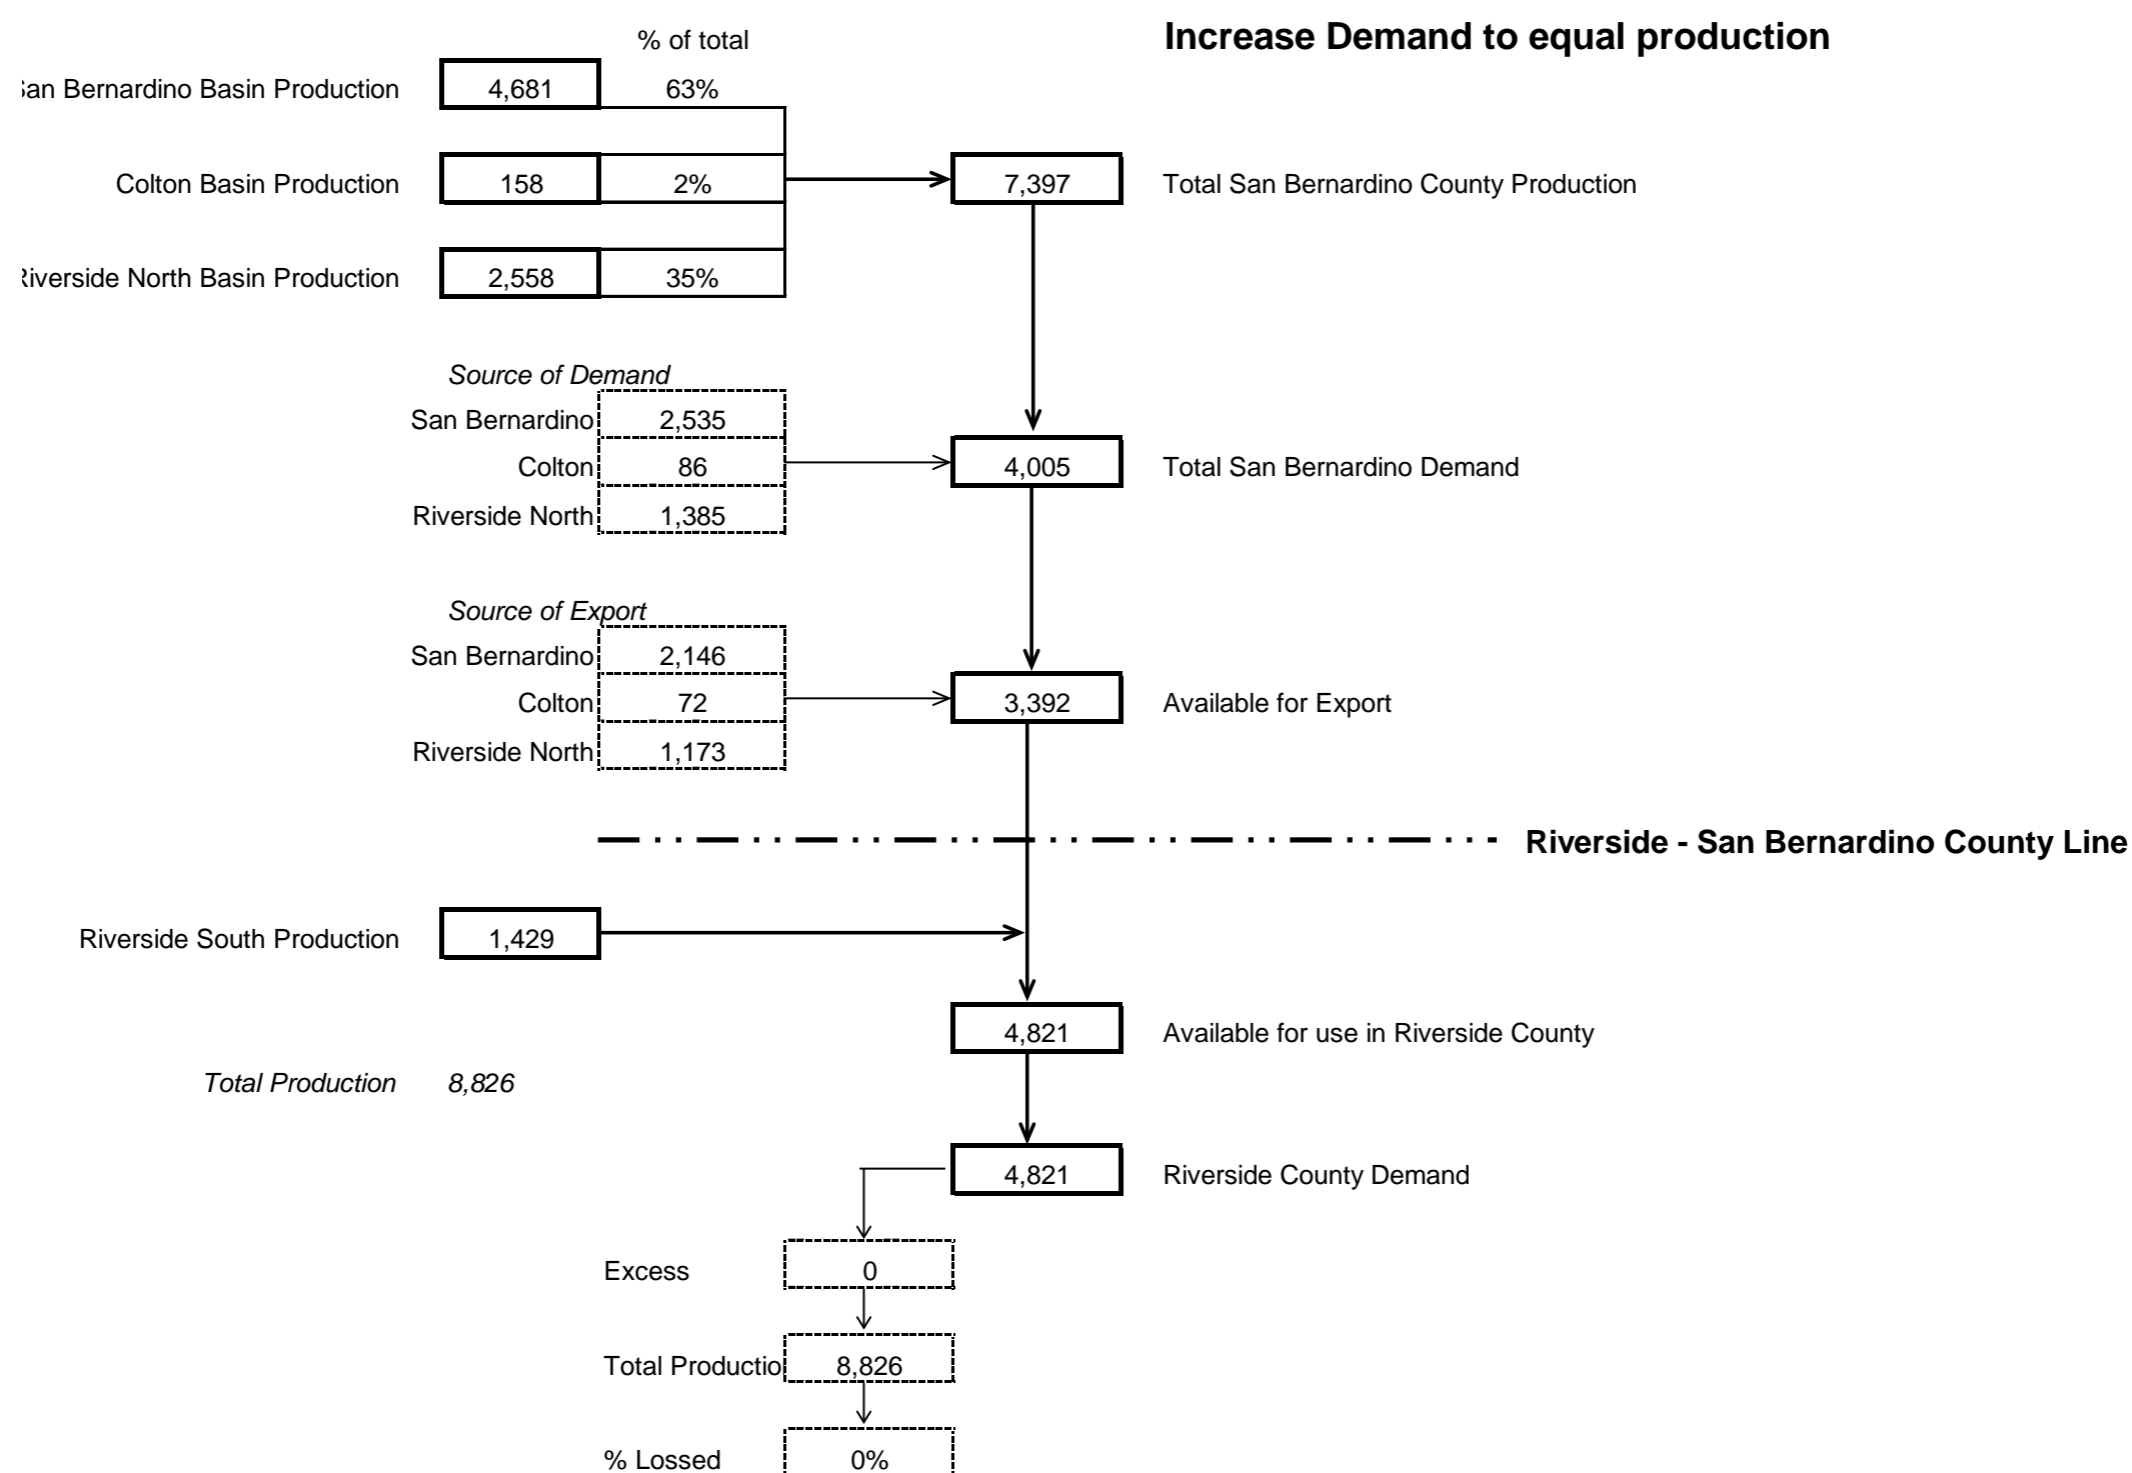 Increase Demand to equal production
% of total
San Bernardino Basin Production 4,681 63%
Colton Basin Production 158 2% 7,397 Total San Bernardino County Production
Riverside North Basin Production 2,558 35%
Source of Demand
San Bernardino 2,535
Colton 86 4,005 Total San Bernardino Demand
Riverside North 1,385
Source of Export
San Bernardino 2,146
Colton 72 3,392 Available for Export
Riverside North 1,173
Riverside - San Bernardino County Line
Riverside South Production 1,429
4,821 Available for use in Riverside County
Total Production 8,826
4,821 Riverside County Demand
Excess 0
Total Productio 8,826
% Lossed 0%